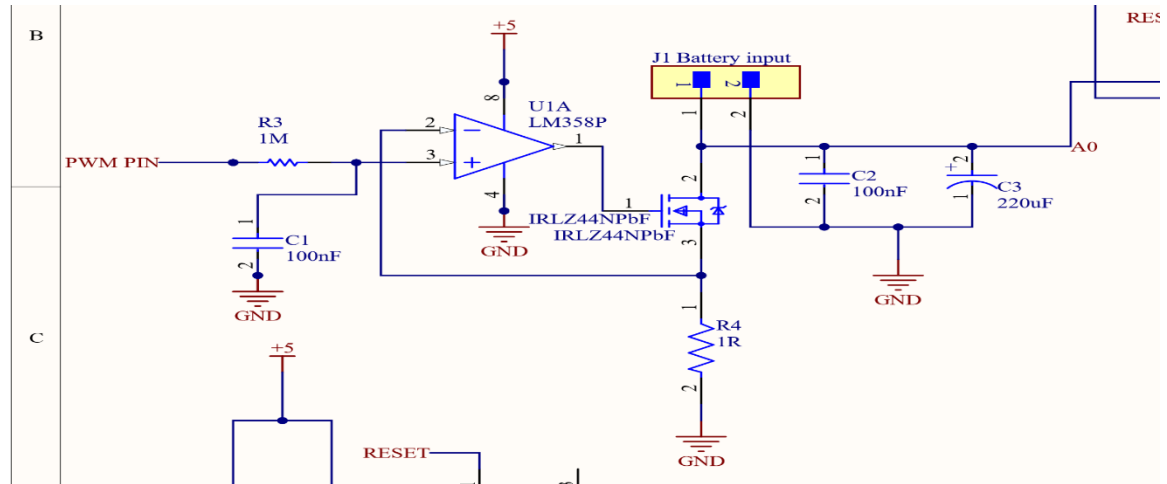 B
+5
RES
J1 Battery input
1
2
1
2
8
U1A
LM358P
R3
1M
2
1
PWM PIN
3
A0
4
2
1
C2
100nF
2
2
+
C3
220uF
1
1
IRLZ44NPbF
IRLZ44NPbF
GND
3
1
C1
100nF
2
GND
GND
C
1
R4
1R
2
+5
GND
RESET